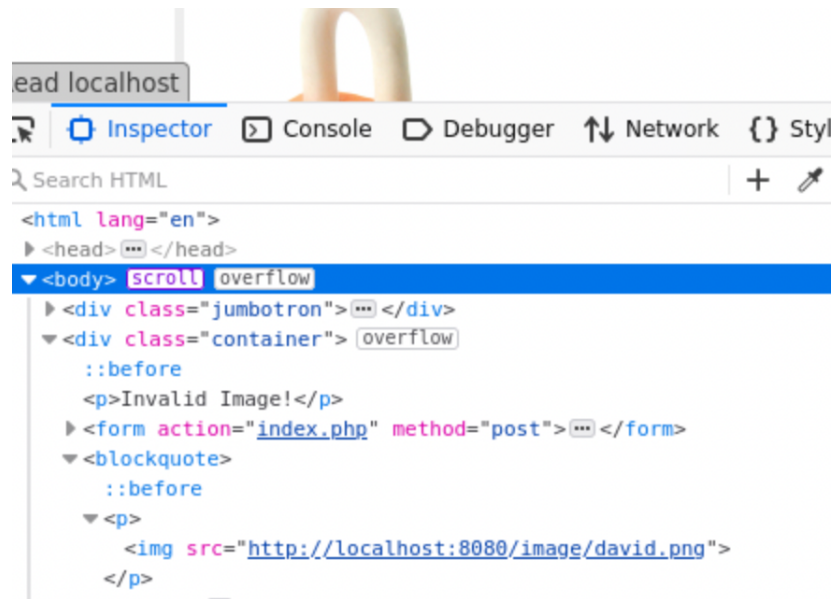 ead localhost
Inspector Console Debugger Network Styl
Search HTML
<html lang="en">
<head> ••• </head>
<body> scroll overflow
<div class="jumbotron"> ••• </div>
<div class="container"> overflow
::before
<p>Invalid Image!</p>
<form action="index.php" method="post"> ••• </form>
<blockquote>
::before
<p>
<img src="http://localhost:8080/image/david.png">
</p>